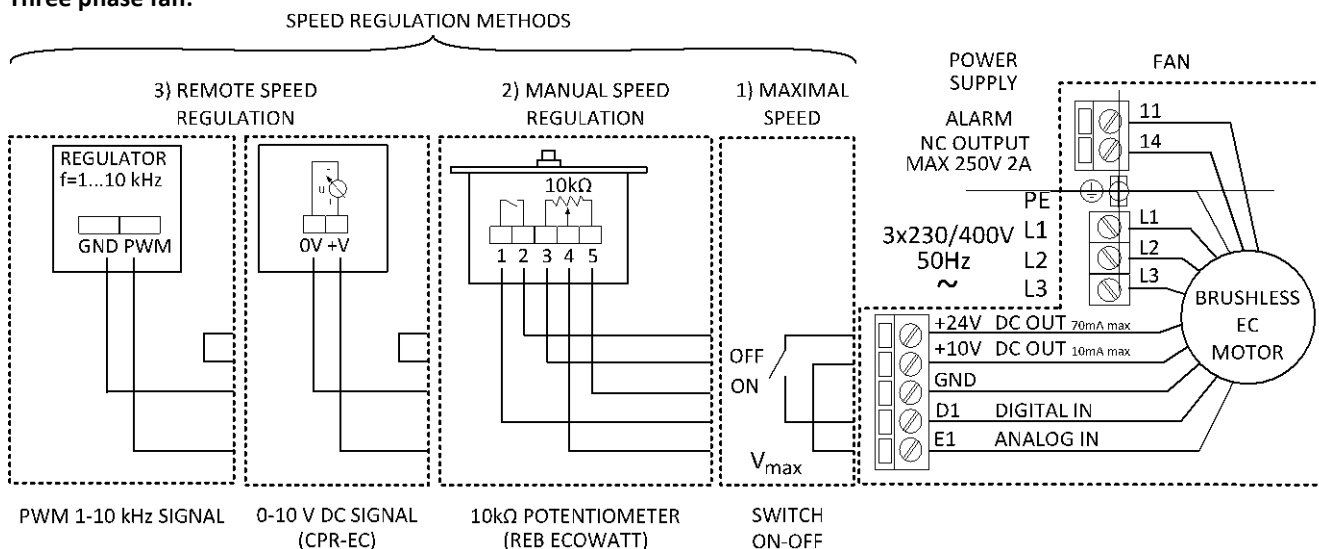 Three phase fan:
SPEED REGULATION METHODS
3) REMOTE SPEED
REGULATION
2) MANUAL SPEED
REGULATION
1) MAXIMAL
SPEED
POWER
SUPPLY
FAN
REGULATOR
f=1...10 kHz
GND PWM
u
0V +V
10kΩ
1 2 3 4 5
OFF
ON
Vmax
ALARM
NC OUTPUT
MAX 250V 2A
11
14
PE
3x230/400V
50Hz
~
L1
L2
L3
L1
L2
L3
BRUSHLESS
EC
MOTOR
+24V DC OUT 70mA max
+10V DC OUT 10mA max
GND
D1 DIGITAL IN
E1 ANALOG IN
PWM 1-10 kHz SIGNAL
0-10 V DC SIGNAL
(CPR-EC)
10kΩ POTENTIOMETER
(REB ECOWATT)
SWITCH
ON-OFF